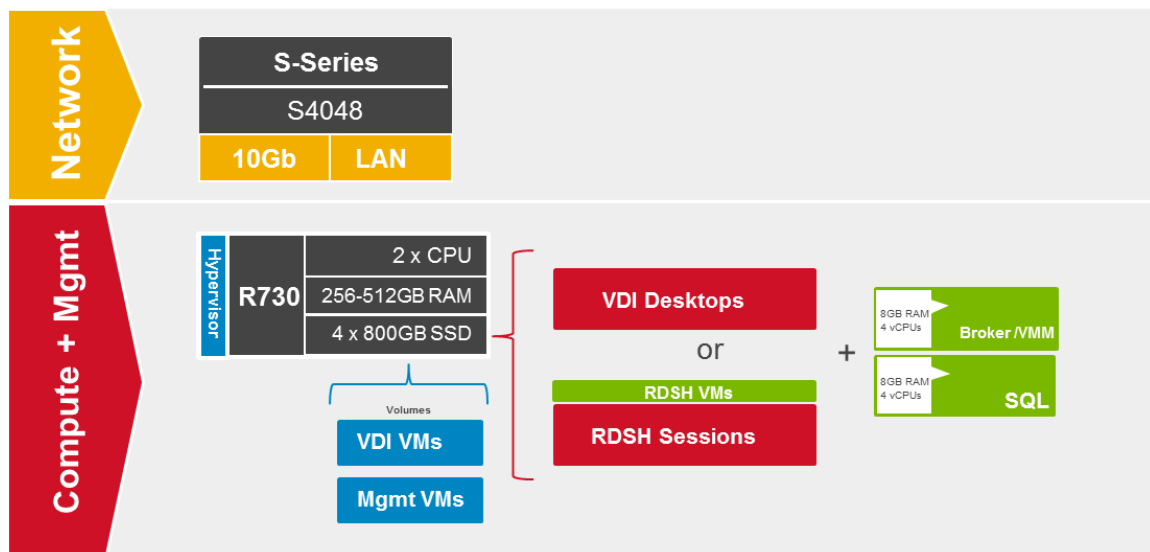 Network
S-Series
S4048
10Gb
LAN
Compute + Mgmt
Hypervisor
R730
2 x CPU
256-512GB RAM
4 x 800GB SSD
Volumes
VDI VMs
Mgmt VMs
VDI Desktops
or
RDSH VMs
RDSH Sessions
+
8GB RAM
4 vCPUs
Broker /VMM
8GB RAM
4 vCPUs
SQL